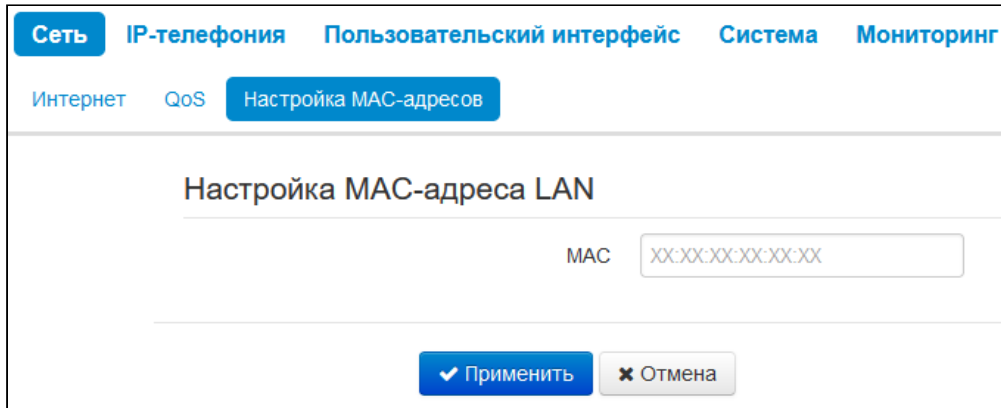 Сеть IP-телефония Пользовательский интерфейс Система Мониторинг
Интернет QoS Настройка MAC-адресов
Настройка MAC-адреса LAN
MAC XX:XX:XX:XX:XX:XX
Применить Отмена